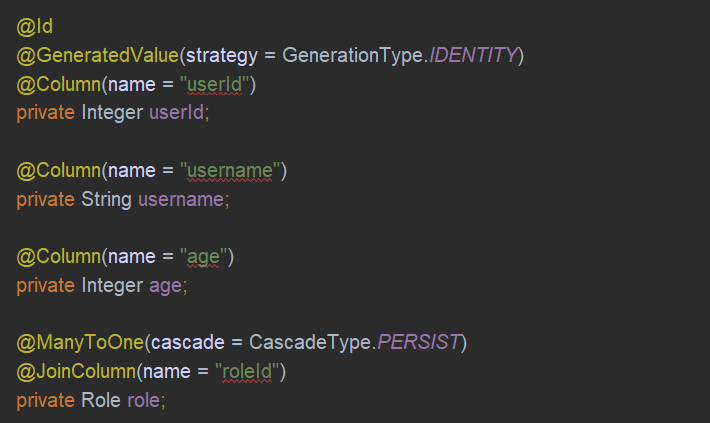 @Id
@GeneratedValue(strategy = GenerationType.IDENTITY)
@Column(name = "userId")
private Integer userId;
@Column(name = "username")
private String username;
@Column(name = "age")
private Integer age;
@ManyToOne(cascade = CascadeType.PERSIST)
@JoinColumn(name = "roleId")
private Role role;